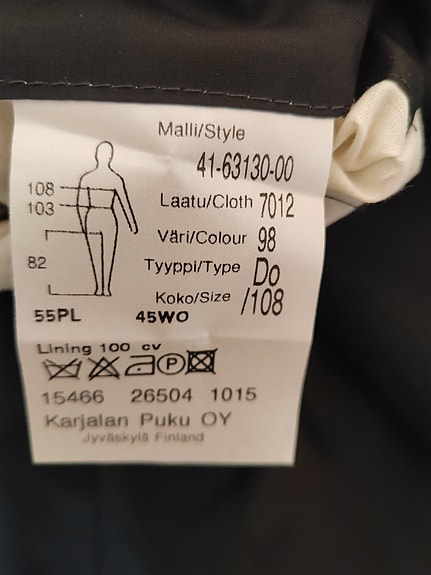 Malli/Style
41-63130-00
108
Laatu/Cloth 7012
103
Väri/Colour 98
82
Tyyppi/Type Do
Koko/Size /108
55PL 45WO
Lining 100 cv
P
15466 26504 1015
Karjalan Puku OY
Jyväskylä Finland